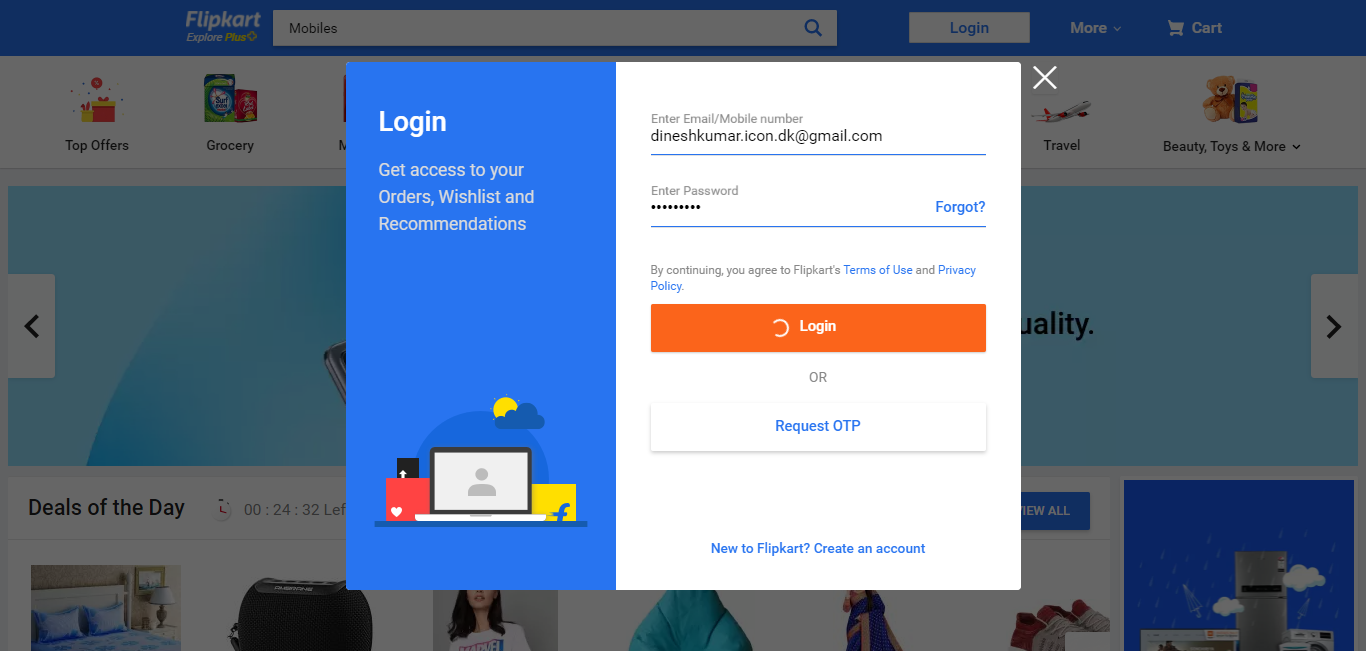 Flipkart
Explore Plus
Mobiles
Login
More
Cart
Top Offers
Grocery
M
Travel
Beauty, Toys & More
Login
Get access to your
Orders, Wishlist and
Recommendations
Enter Email/Mobile number
dineshkumar.icon.dk@gmail.com
Enter Password
•••••••••
Forgot?
By continuing, you agree to Flipkart's Terms of Use and Privacy
Policy.
Login
OR
Request OTP
New to Flipkart? Create an account
uality.
Deals of the Day
00 : 24 : 32 Lef
VIEW ALL